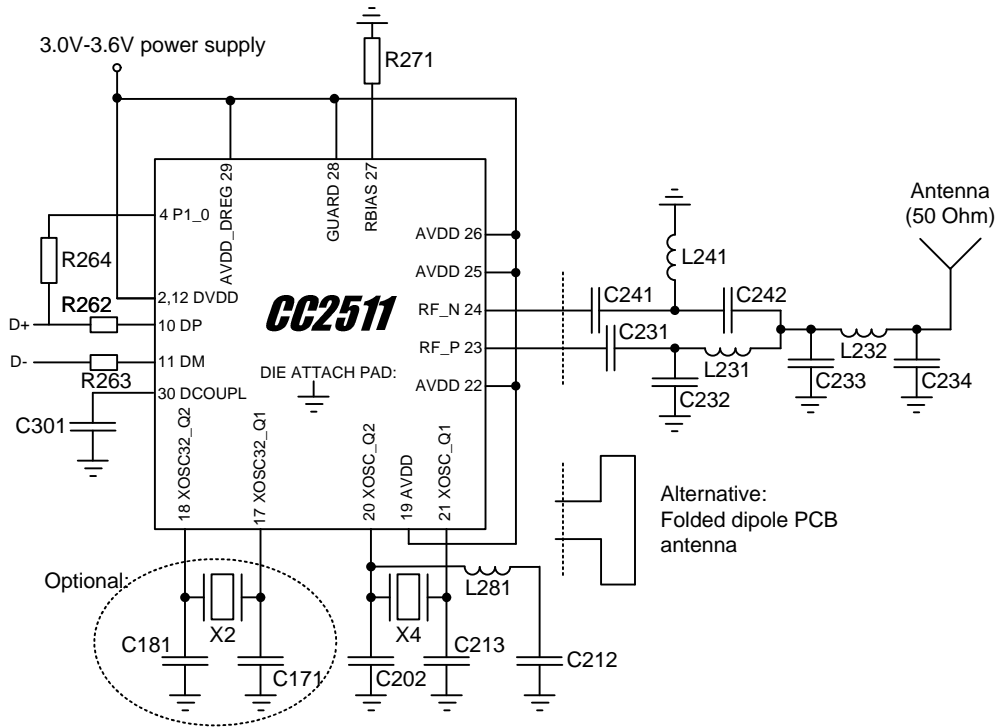 3.0V-3.6V power supply
R271
AVDD_DREG 29
GUARD 28
RBIAS 27
4 P1_0
R264
AVDD 26
AVDD 25
Antenna
(50 Ohm)
L241
R262
2,12 DVDD
CC2511
RF_N 24
C241
C242
D+
10 DP
C231
D-
11 DM
RF_P 23
R263
DIE ATTACH PAD:
L231
L232
30 DCOUPL
AVDD 22
C232
C233
C234
C301
18 XOSC32_Q2
17 XOSC32_Q1
20 XOSC_Q2
19 AVDD
21 XOSC_Q1
Alternative:
Folded dipole PCB
antenna
Optional:
L281
X2
X4
C181
C171
C202
C213
C212